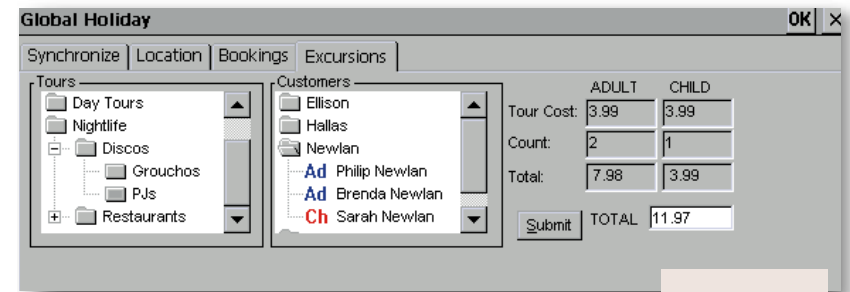 Global Holiday OK ×
Synchronize Location Bookings Excursions
Tours
Day Tours
Nightlife
Discos
Grouchos
PJs
Restaurants
Customers
Ellison
Hallas
Newlan
Ad Philip Newlan
Ad Brenda Newlan
Ch Sarah Newlan
ADULT CHILD
Tour Cost: 3.99 3.99
Count: 2 1
Total: 7.98 3.99
Submit TOTAL 11.97